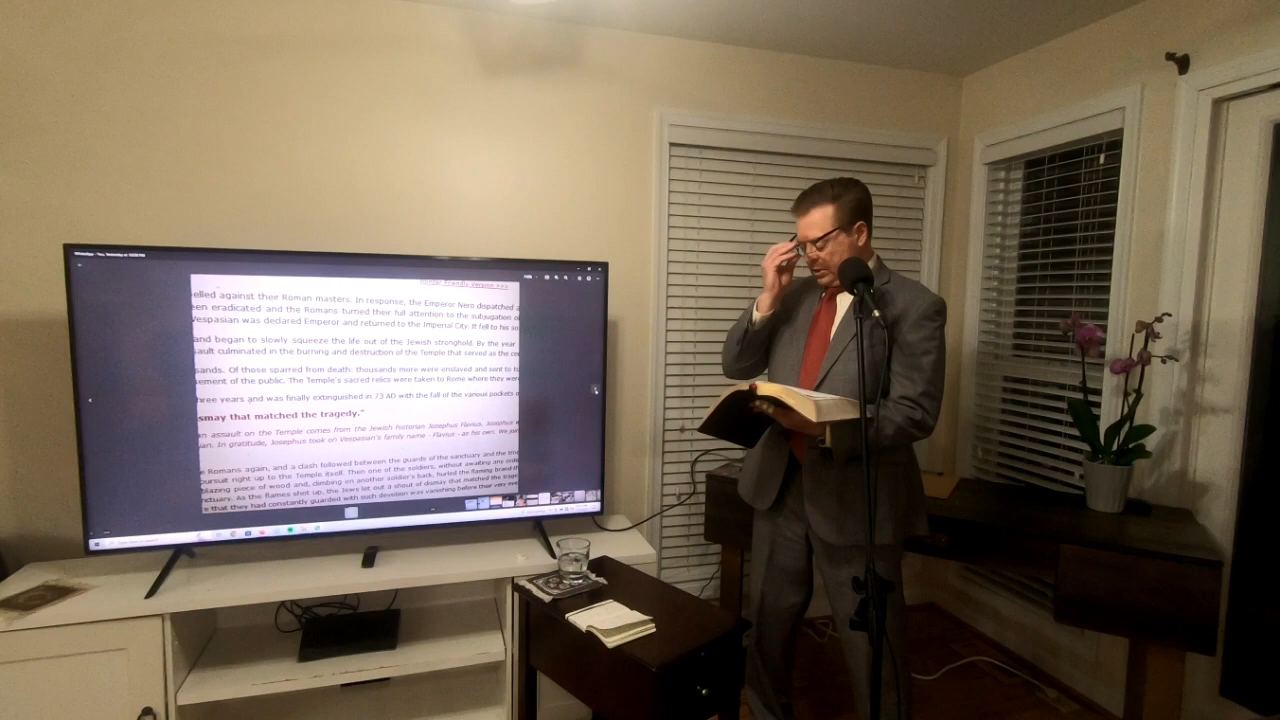 Printer Friendly Version >>>
elled against their Roman masters. In response, the Emperor Nero dispatched a
en eradicated and the Romans turned their full attention to the subjugation o
Vespasian was declared Emperor and returned to the Imperial City. It fell to his so
and began to slowly squeeze the life out of the Jewish stronghold. By the year
ault culminated in the burning and destruction of the Temple that served as the ce
sands. Of those sparred from death: thousands more were enslaved and sent to
ement of the public. The Temple's sacred relics were taken to Rome where they were
hree years and was finally extinguished in 73 AD with the fall of the various pockets o
smay that matched the tragedy."
an assault on the Temple comes from the Jewish historian Josephus Flavius. Josephus
ian. In gratitude, Josephus took on Vespasian's family name - Flavius - as his own. We
e Romans again, and a clash followed between the guards of the sanctuary and the
pursuit right up to the Temple itself. Then one of the soldiers, without awaiting any
blazing piece of wood and, climbing on another soldier's back, hurled the flaming brand
nctuary. As the flames shot up, the Jews let out a shout of dismay that matched the
e that they had constantly guarded with such devotion was vanishing before their very